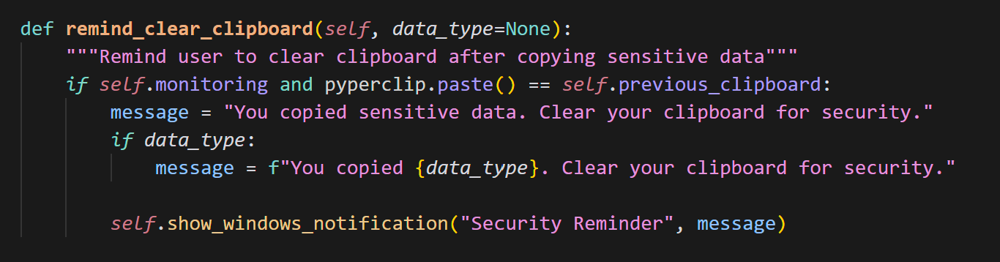 def remind_clear_clipboard(self, data_type=None):
    """Remind user to clear clipboard after copying sensitive data"""
    if self.monitoring and pyperclip.paste() == self.previous_clipboard:
        message = "You copied sensitive data. Clear your clipboard for security."
        if data_type:
            message = f"You copied {data_type}. Clear your clipboard for security."

        self.show_windows_notification("Security Reminder", message)